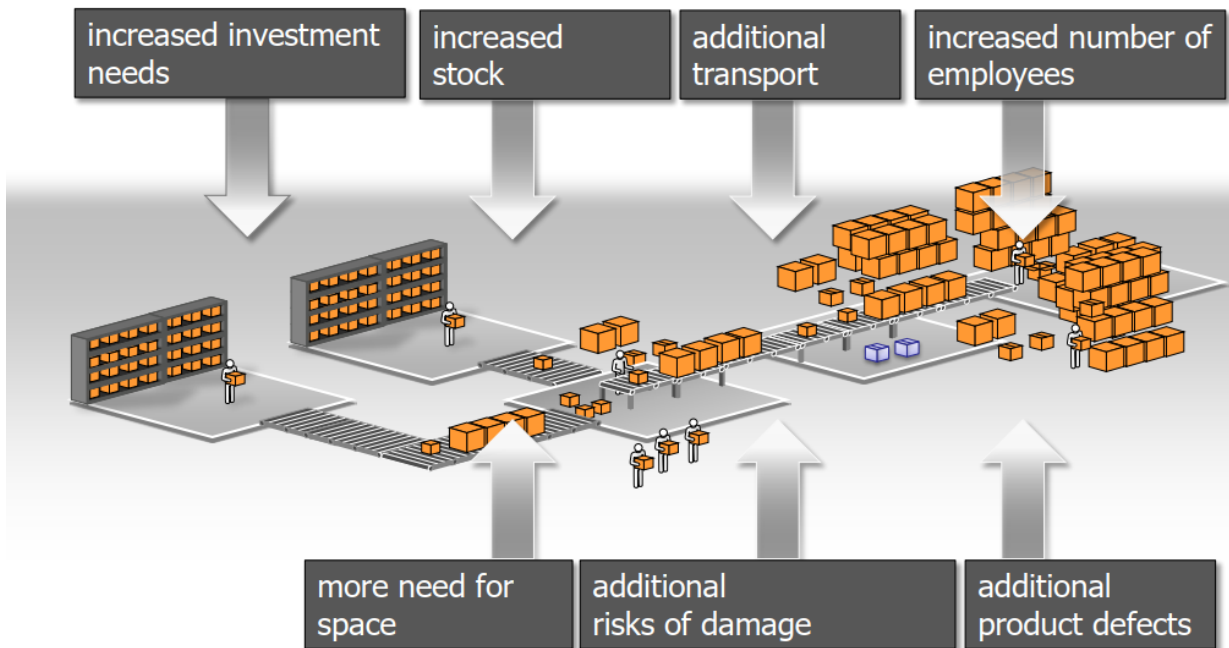 increased investment
needs
increased
stock
additional
transport
increased number of
employees
more need for
space
additional
risks of damage
additional
product defects